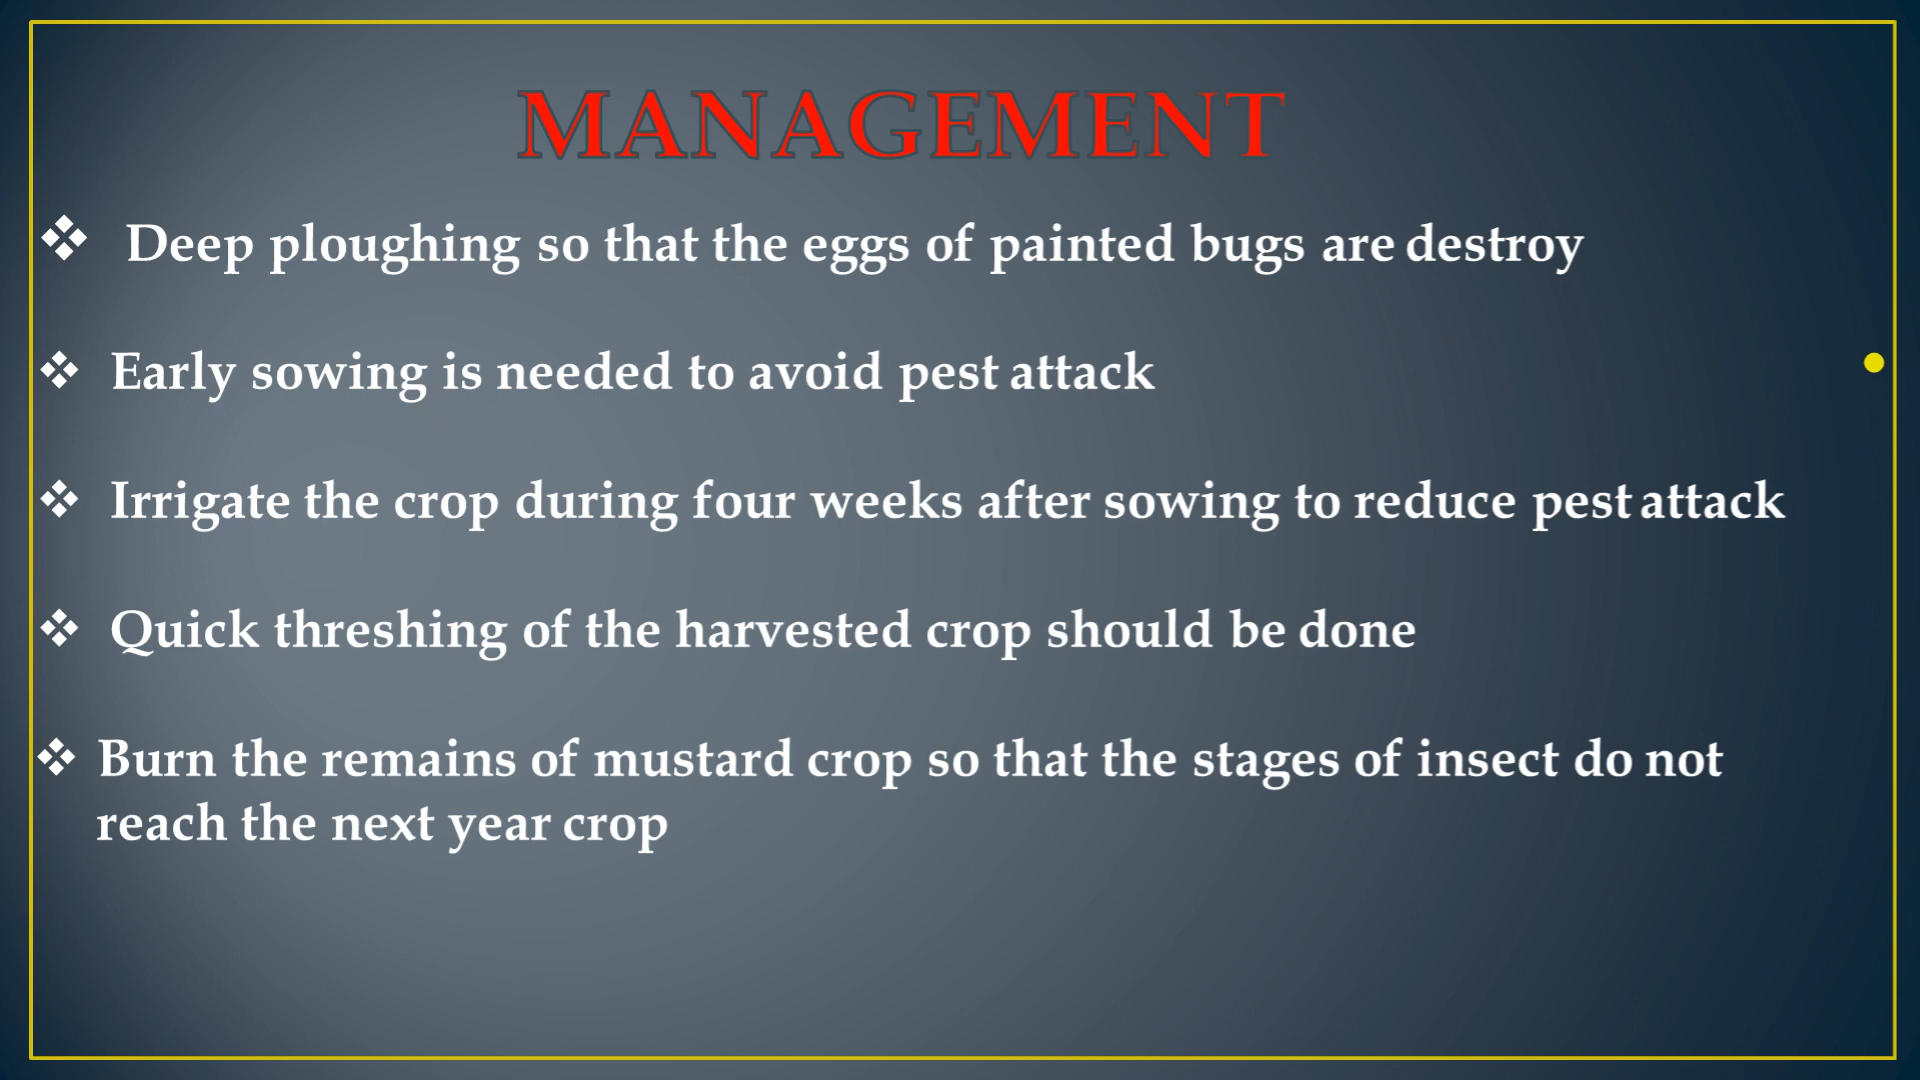 MANAGEMENT
❖ Deep ploughing so that the eggs of painted bugs are destroy
❖ Early sowing is needed to avoid pest attack
•
❖ Irrigate the crop during four weeks after sowing to reduce pest attack
❖ Quick threshing of the harvested crop should be done
❖ Burn the remains of mustard crop so that the stages of insect do not
reach the next year crop